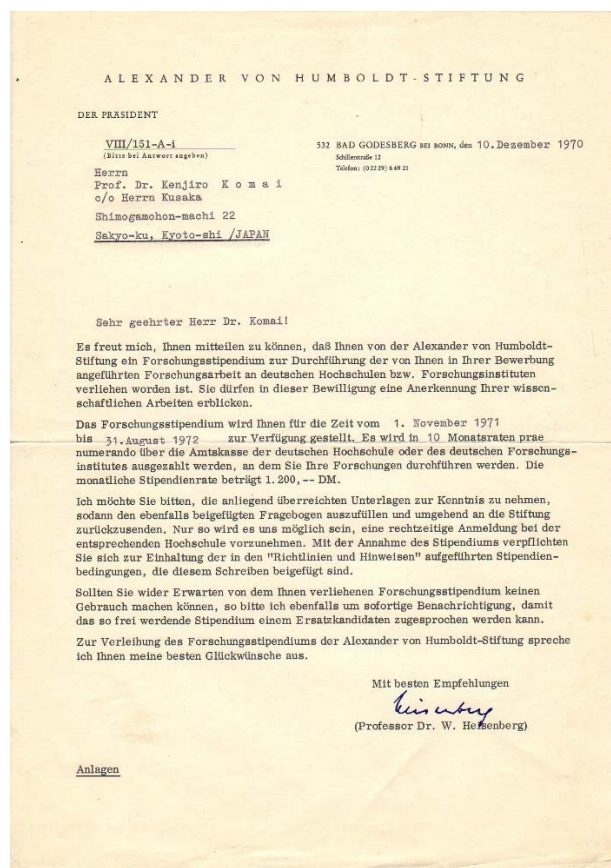 ALEXANDER VON HUMBOLDT-STIFTUNG
DER PRÄSIDENT
VIII/151-A-i
(Bitte bei Antwort angeben)
532 BAD GODESBERG BEI BONN, den 10.Dezember 1970
Schillerstraße 12
Telefon: (0 22 29) 6 69 21
Herrn
Prof. Dr. Kenjiro K o m a i
c/o Herrn Kusaka
Shimogamohon-machi 22
Sakyo-ku, Kyoto-shi /JAPAN
Sehr geehrter Herr Dr. Komai!
Es freut mich, Ihnen mitteilen zu können, daß Ihnen von der Alexander von Humboldt-
Stiftung ein Forschungsstipendium zur Durchführung der von Ihnen in Ihrer Bewerbung
angeführten Forschungsarbeit an deutschen Hochschulen bzw. Forschungsinstituten
verliehen worden ist. Sie dürfen in dieser Bewilligung eine Anerkennung Ihrer wissen-
schaftlichen Arbeiten erblicken.
Das Forschungsstipendium wird Ihnen für die Zeit vom 1. November 1971
bis 31.August 1972 zur Verfügung gestellt. Es wird in 10 Monatsraten prae
numerando über die Amtskasse der deutschen Hochschule oder des deutschen Forschungs-
institutes ausgezahlt werden, an dem Sie Ihre Forschungen durchführen werden. Die
monatliche Stipendienrate beträgt 1.200,-- DM.
Ich möchte Sie bitten, die anliegend überreichten Unterlagen zur Kenntnis zu nehmen,
sodann den ebenfalls beigefügten Fragebogen auszufüllen und umgehend an die Stiftung
zurückzusenden. Nur so wird es uns möglich sein, eine rechtzeitige Anmeldung bei der
entsprechenden Hochschule vorzunehmen. Mit der Annahme des Stipendiums verpflichten
Sie sich zur Einhaltung der in den "Richtlinien und Hinweisen" aufgeführten Stipendien-
bedingungen, die diesem Schreiben beigefügt sind.
Sollten Sie wider Erwarten von dem Ihnen verliehenen Forschungsstipendium keinen
Gebrauch machen können, so bitte ich ebenfalls um sofortige Benachrichtigung, damit
das so frei werdende Stipendium einem Ersatzkandidaten zugesprochen werden kann.
Zur Verleihung des Forschungsstipendiums der Alexander von Humboldt-Stiftung spreche
ich Ihnen meine besten Glückwünsche aus.
Mit besten Empfehlungen
Heisenberg
(Professor Dr. W. Heisenberg)
Anlagen